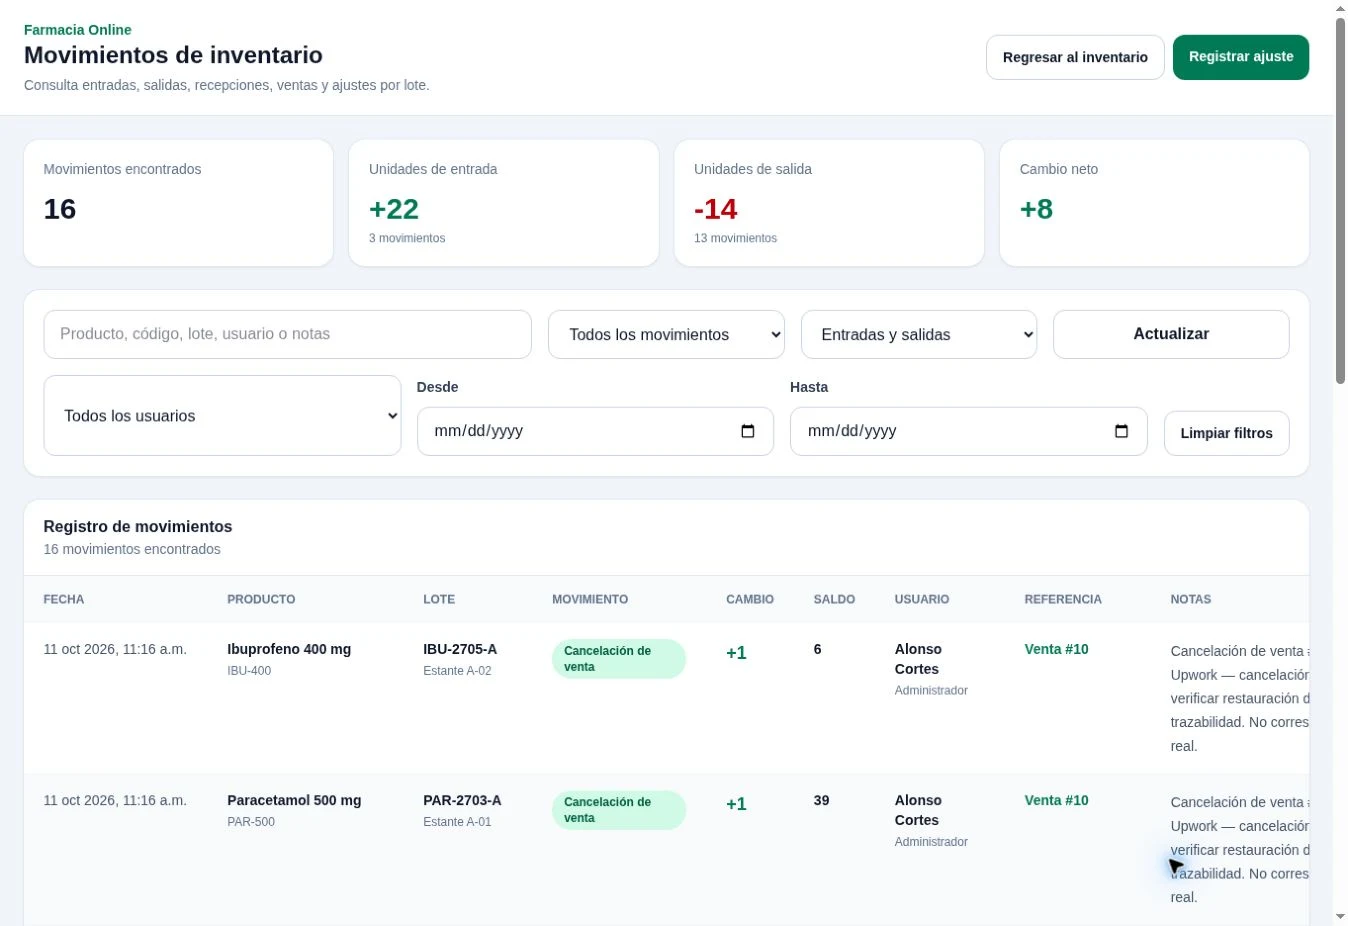 Farmacia Online
Movimientos de inventario
Consulta entradas, salidas, recepciones, ventas y ajustes por lote.
Regresar al inventario
Registrar ajuste
Movimientos encontrados
16
Unidades de entrada
+22
3 movimientos
Unidades de salida
-14
13 movimientos
Cambio neto
+8
Producto, código, lote, usuario o notas
Todos los movimientos
Entradas y salidas
Actualizar
Todos los usuarios
Desde
mm/dd/yyyy
Hasta
mm/dd/yyyy
Limpiar filtros
Registro de movimientos
16 movimientos encontrados
FECHA PRODUCTO LOTE MOVIMIENTO CAMBIO SALDO USUARIO REFERENCIA NOTAS
11 oct 2026, 11:16 a.m.
Ibuprofeno 400 mg
IBU-400
IBU-2705-A
Estante A-02
Cancelación de
venta
+1
6
Alonso
Cortes
Administrador
Venta #10
Cancelación de venta
Upwork — cancelación
verificar restauración d
trazabilidad. No corres
real.
11 oct 2026, 11:16 a.m.
Paracetamol 500 mg
PAR-500
PAR-2703-A
Estante A-01
Cancelación de
venta
+1
39
Alonso
Cortes
Administrador
Venta #10
Cancelación de venta
Upwork — cancelación
verificar restauración d
trazabilidad. No corres
real.